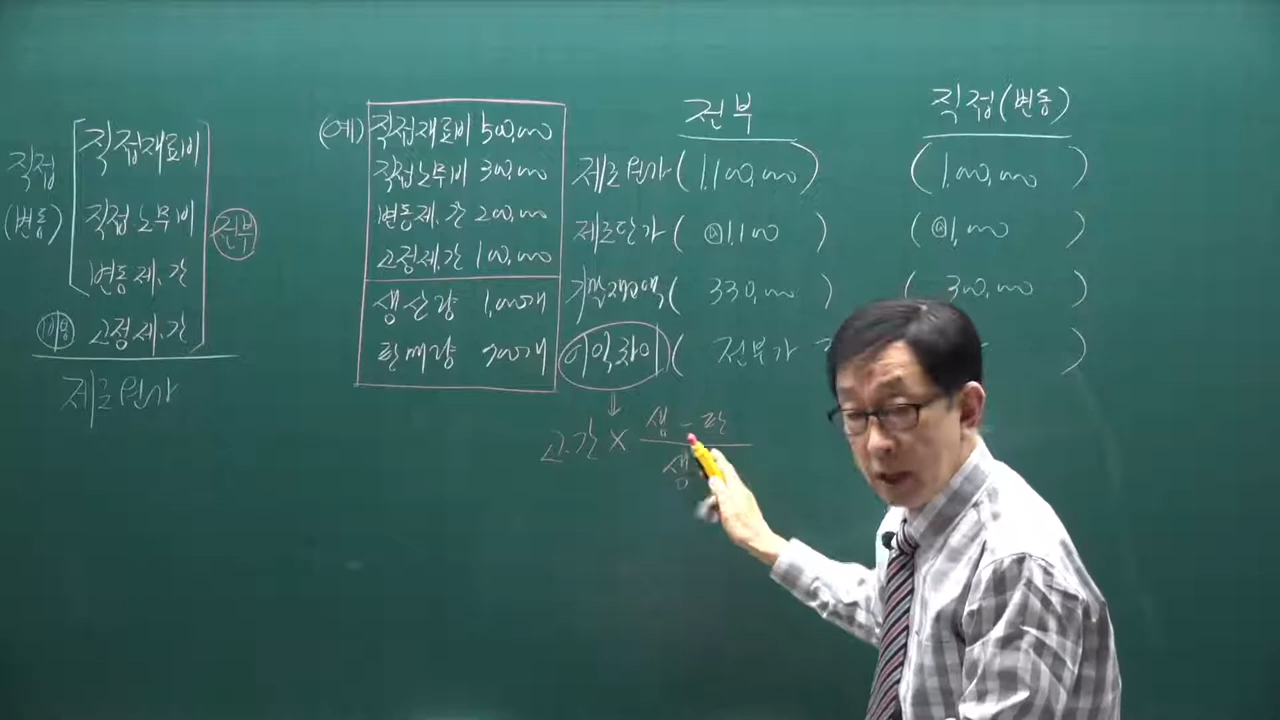 직접
(변동)
직접재료비
직접노무비
변동제.간
고정제.간
전부
제조원가
(예)
직접재료비 500,000
직접노무비 300,000
변동제.간 200,000
고정제.간 100,000
생산량 1,000개
판매량 700개
전부
직접(변동)
제조원가 (1,100,000) (1,000,000)
제조단가 ( @1,100 ) ( @1,000 )
기말재고액 ( 330,000 ) ( 300,000 )
이익차이 ( 전부가 )
↓
고.간 × 생 - 판
생